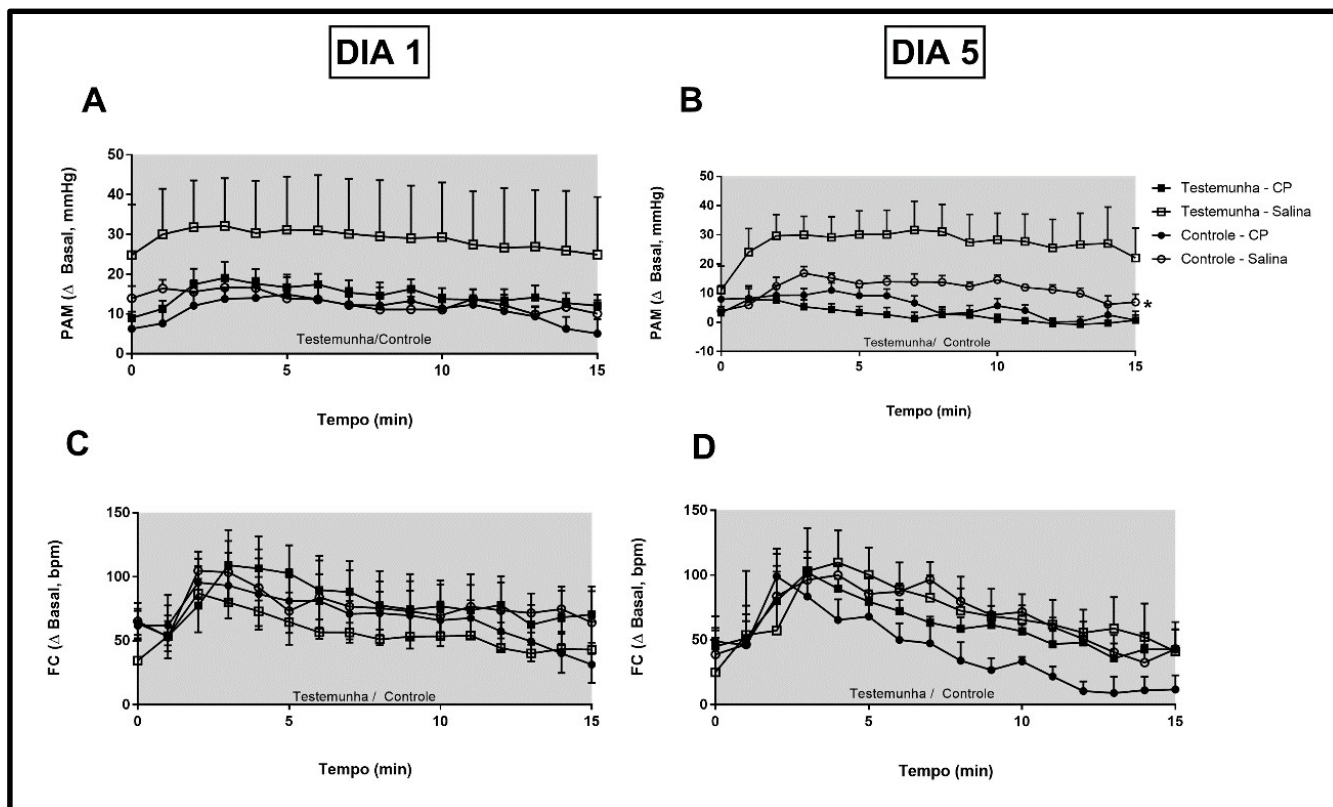 DIA 1
DIA 5
A
PAM (Δ Basal, mmHg)
50
40
30
20
10
0
Testemunha/Controle
0
5
10
15
Tempo (min)
B
PAM (Δ Basal, mmHg)
50
40
30
20
10
0
-10
Testemunha/ Controle
*
0
5
10
15
Tempo (min)
Testemunha - CP
Testemunha - Salina
Controle - CP
Controle - Salina
C
FC (Δ Basal, bpm)
150
100
50
0
Testemunha / Controle
0
5
10
15
Tempo (min)
D
FC (Δ Basal, bpm)
150
100
50
0
Testemunha / Controle
0
5
10
15
Tempo (min)